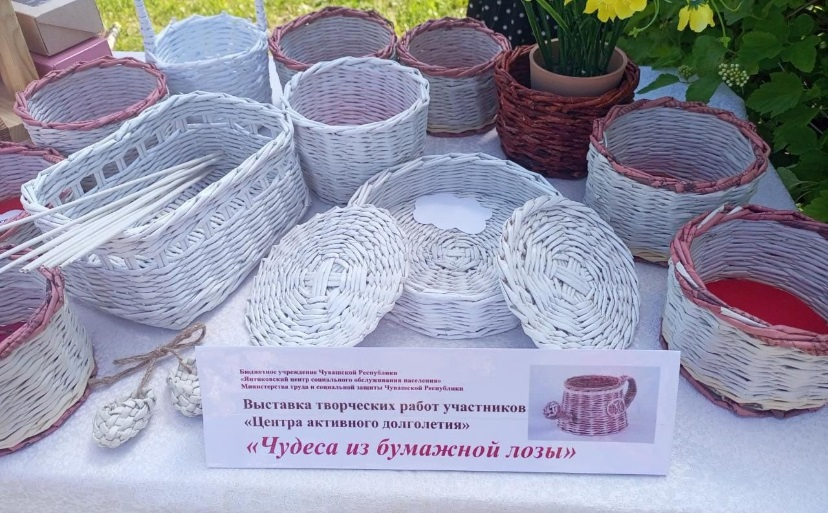 Бюджетное учреждение Чувашской Республики
«Янтиковский центр социального обслуживания населения»
Министерства труда и социальной защиты Чувашской Республики
Выставка творческих работ участников
«Центра активного долголетия»
«Чудеса из бумажной лозы»